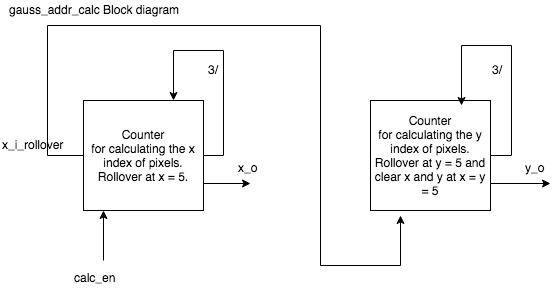 gauss_addr_calc Block diagram
3/
3/
x_i_rollover
Counter
for calculating the x
index of pixels.
Rollover at x = 5.
x_o
Counter
for calculating the y
index of pixels.
Rollover at y = 5 and
clear x and y at x = y
= 5
y_o
calc_en